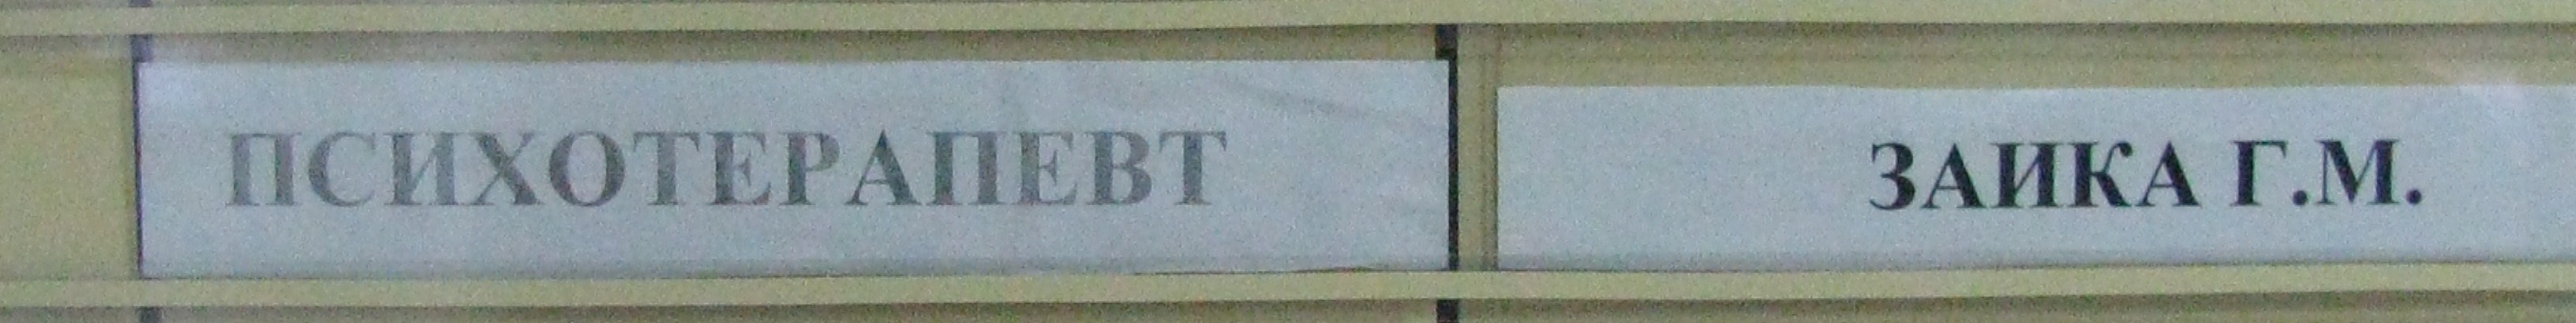 ПСИХОТЕРАПЕВТ ЗАИКА Г.М.